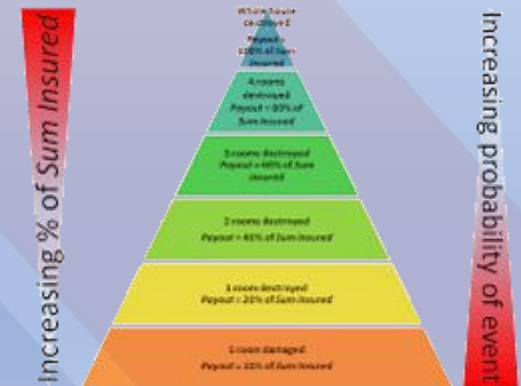 Increasing % of Sum Insured
Whole house
destroyed
Payout =
100% of Sum
Insured
4 rooms
destroyed
Payout = 80% of
Sum Insured
3 rooms destroyed
Payout = 60% of Sum
Insured
2 rooms destroyed
Payout = 40% of Sum Insured
1 room destroyed
Payout = 20% of Sum Insured
1 room damaged
Payout = 10% of Sum Insured
Increasing probability of event